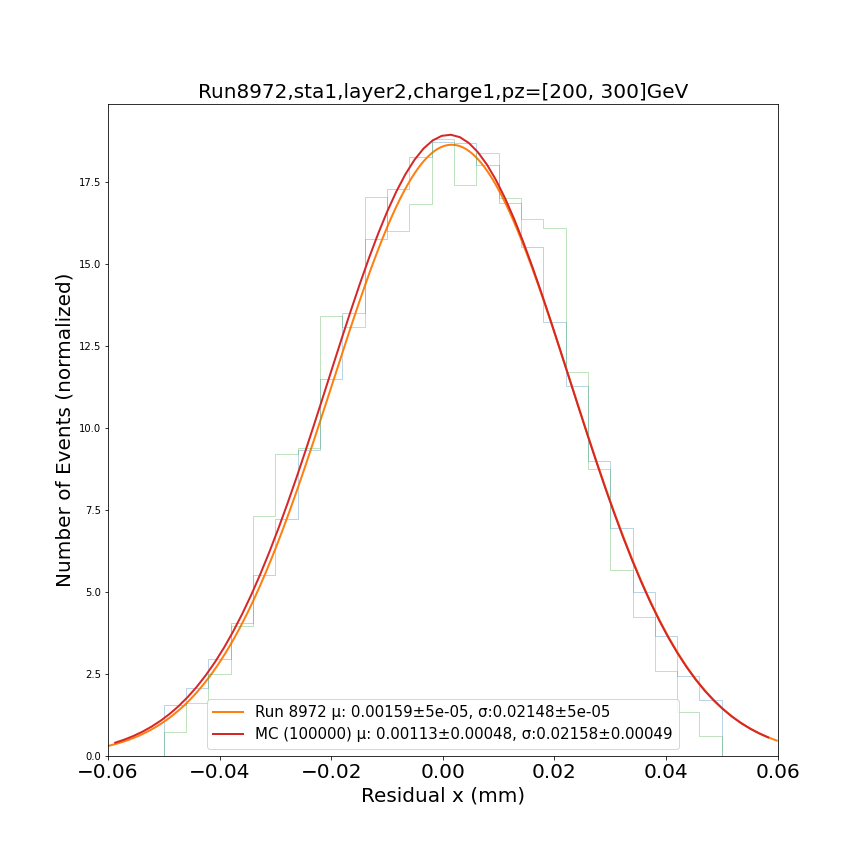 Run8972,sta1,layer2,charge1,pz=[200, 300]GeV
Number of Events (normalized)
17.5
15.0
12.5
10.0
7.5
5.0
2.5
0.0
Run 8972 μ: 0.00159±5e-05, σ:0.02148±5e-05
MC (100000) μ: 0.00113±0.00048, σ:0.02158±0.00049
−0.06 −0.04 −0.02 0.00 0.02 0.04 0.06
Residual x (mm)